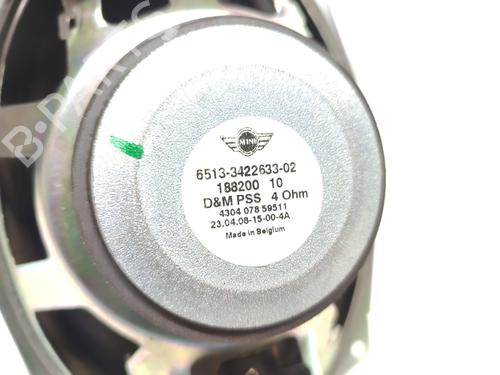 B-PARTS
MINI
6513-3422633-02
188200 10
D&M PSS 4 Ohm
4304 078 59511
23.04.08-15-00-4A
Made in Belgium